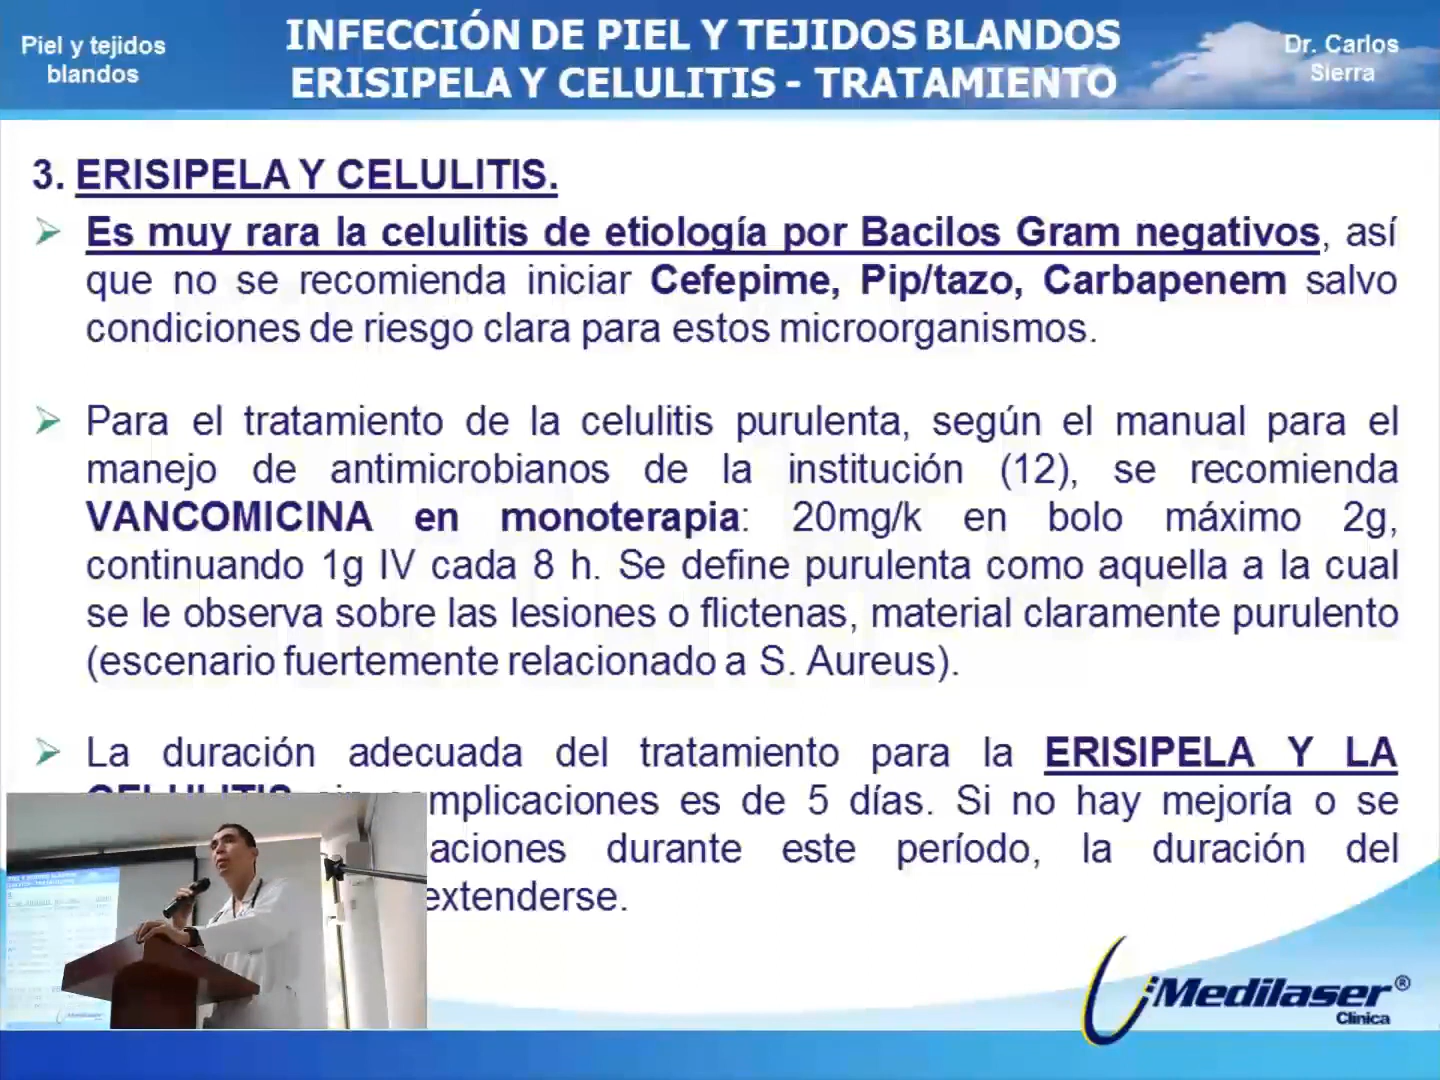 Piel y tejidos
blandos
INFECCIÓN DE PIEL Y TEJIDOS BLANDOS
ERISIPELA Y CELULITIS - TRATAMIENTO
Dr. Carlos
Sierra
3. ERISIPELA Y CELULITIS.
Es muy rara la celulitis de etiología por Bacilos Gram negativos, así
que no se recomienda iniciar Cefepime, Pip/tazo, Carbapenem salvo
condiciones de riesgo clara para estos microorganismos.
Para el tratamiento de la celulitis purulenta, según el manual para el
manejo de antimicrobianos de la institución (12), se recomienda
VANCOMICINA en monoterapia: 20mg/k en bolo máximo 2g,
continuando 1g IV cada 8 h. Se define purulenta como aquella a la cual
se le observa sobre las lesiones o flictenas, material claramente purulento
(escenario fuertemente relacionado a S. Aureus).
La duración adecuada del tratamiento para la ERISIPELA Y LA
CELULITIS sin complicaciones es de 5 días. Si no hay mejoría o se
aciones durante este período, la duración del
extenderse.
Medilaser®
Clínica